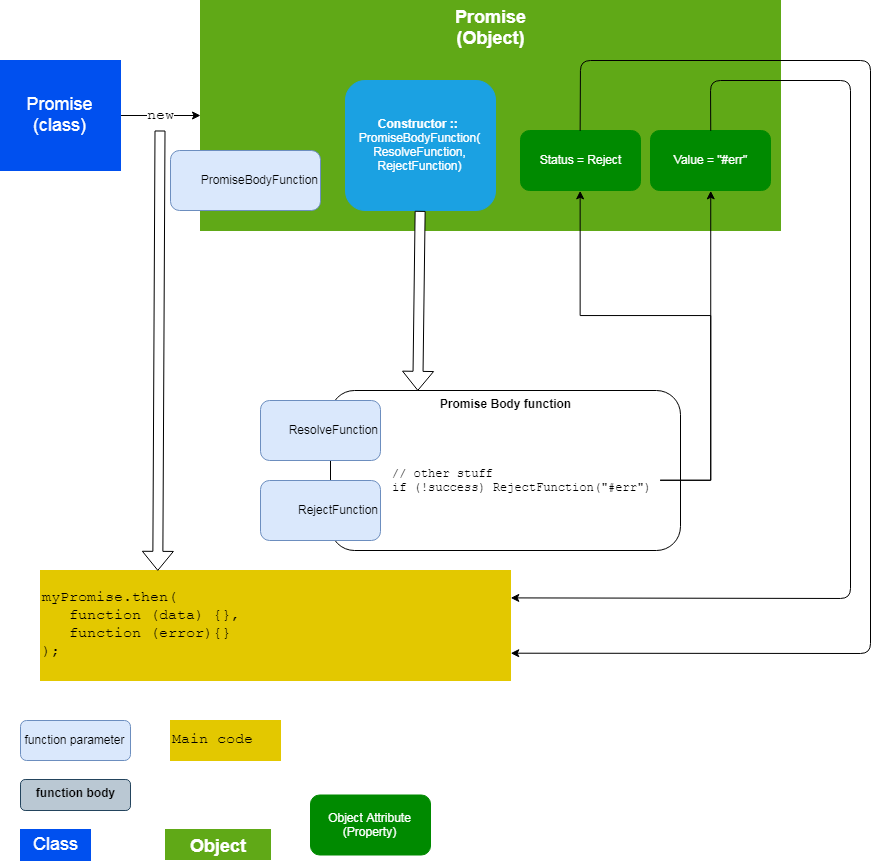 Promise
(Object)
Promise
(class)
new
Constructor ::
PromiseBodyFunction(
ResolveFunction,
RejectFunction)
Status = Reject
Value = "#err"
PromiseBodyFunction
Promise Body function
ResolveFunction
// other stuff
if (!success) RejectFunction("#err")
RejectFunction
myPromise.then(
function (data) {},
function (error){}
);
function parameter
Main code
function body
Object Attribute
(Property)
Class
Object